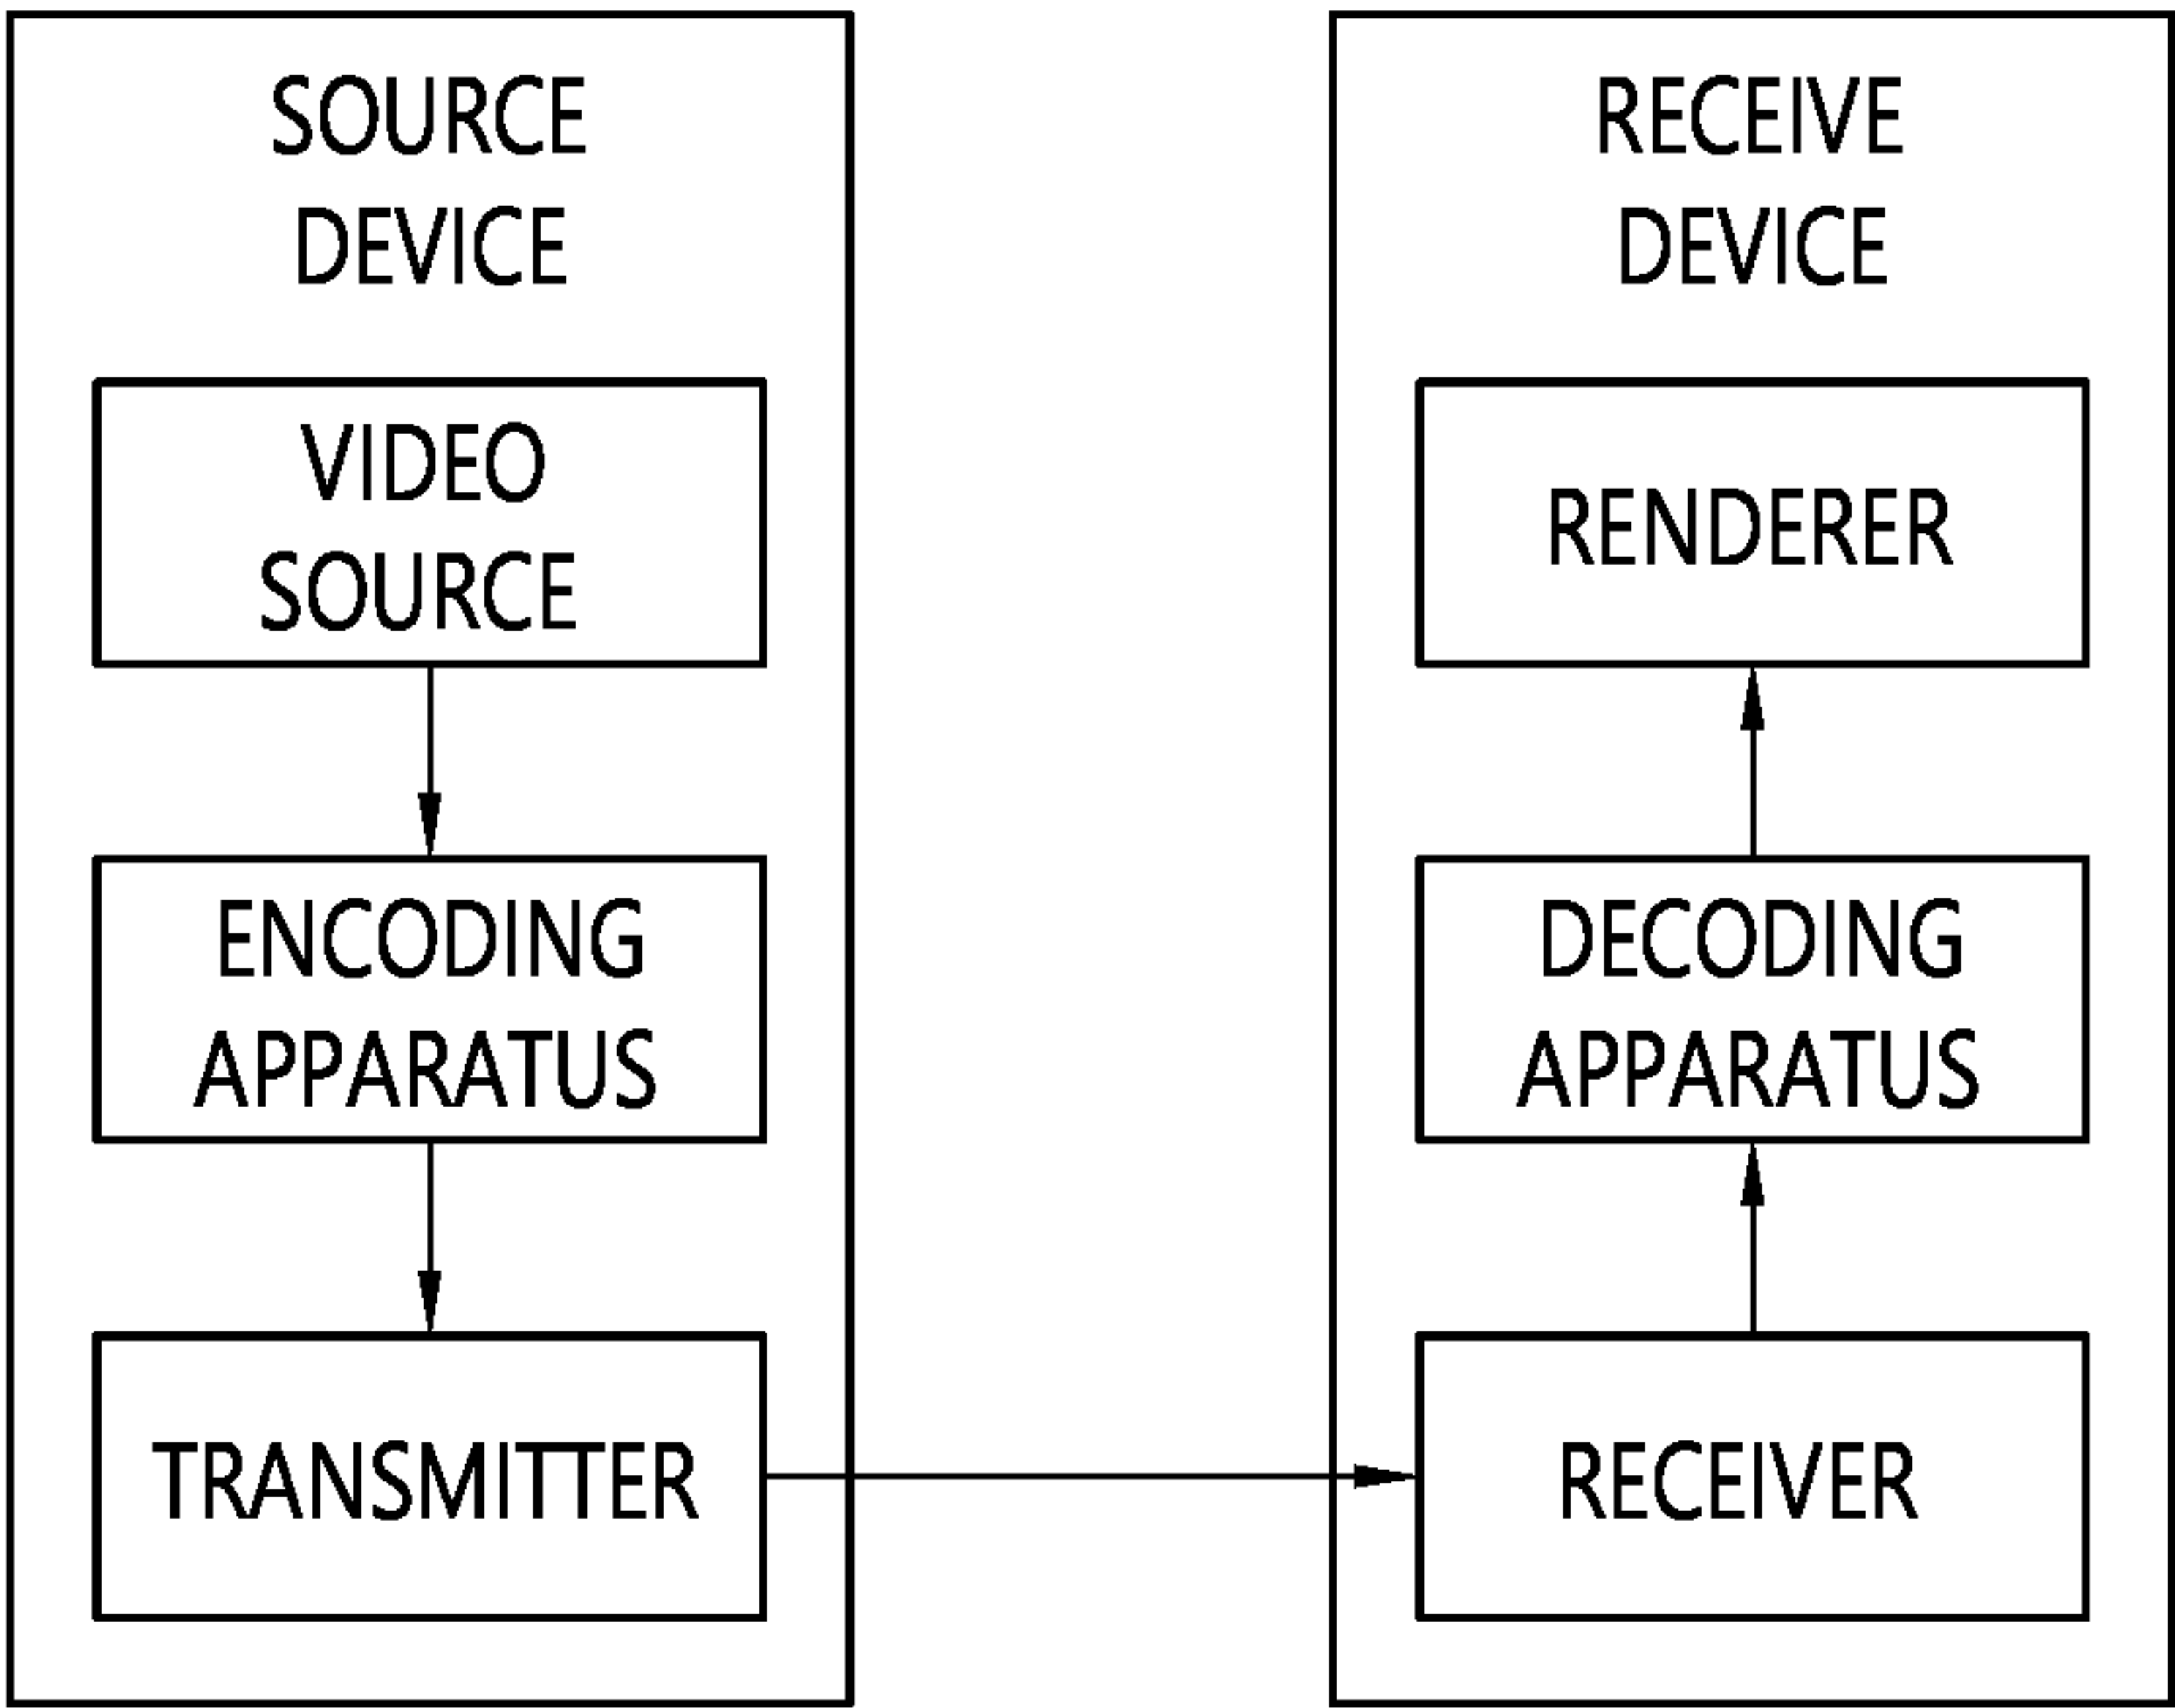 SOURCE
DEVICE
VIDEO
SOURCE
ENCODING
APPARATUS
TRANSMITTER
RECEIVE
DEVICE
RENDERER
DECODING
APPARATUS
RECEIVER